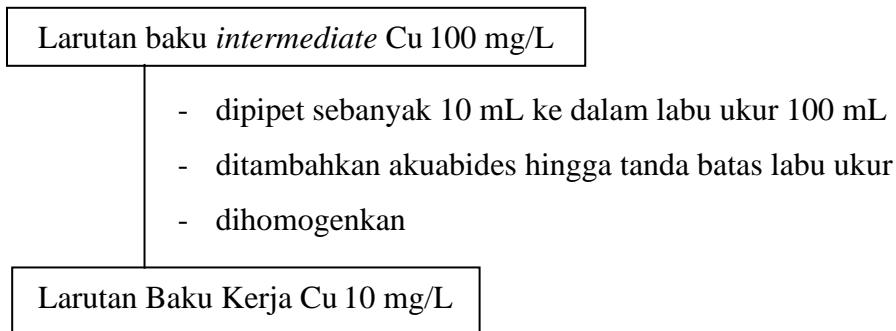 Larutan baku intermediate Cu 100 mg/L
- dipipet sebanyak 10 mL ke dalam labu ukur 100 mL
- ditambahkan akuabides hingga tanda batas labu ukur
- dihomogenkan
Larutan Baku Kerja Cu 10 mg/L